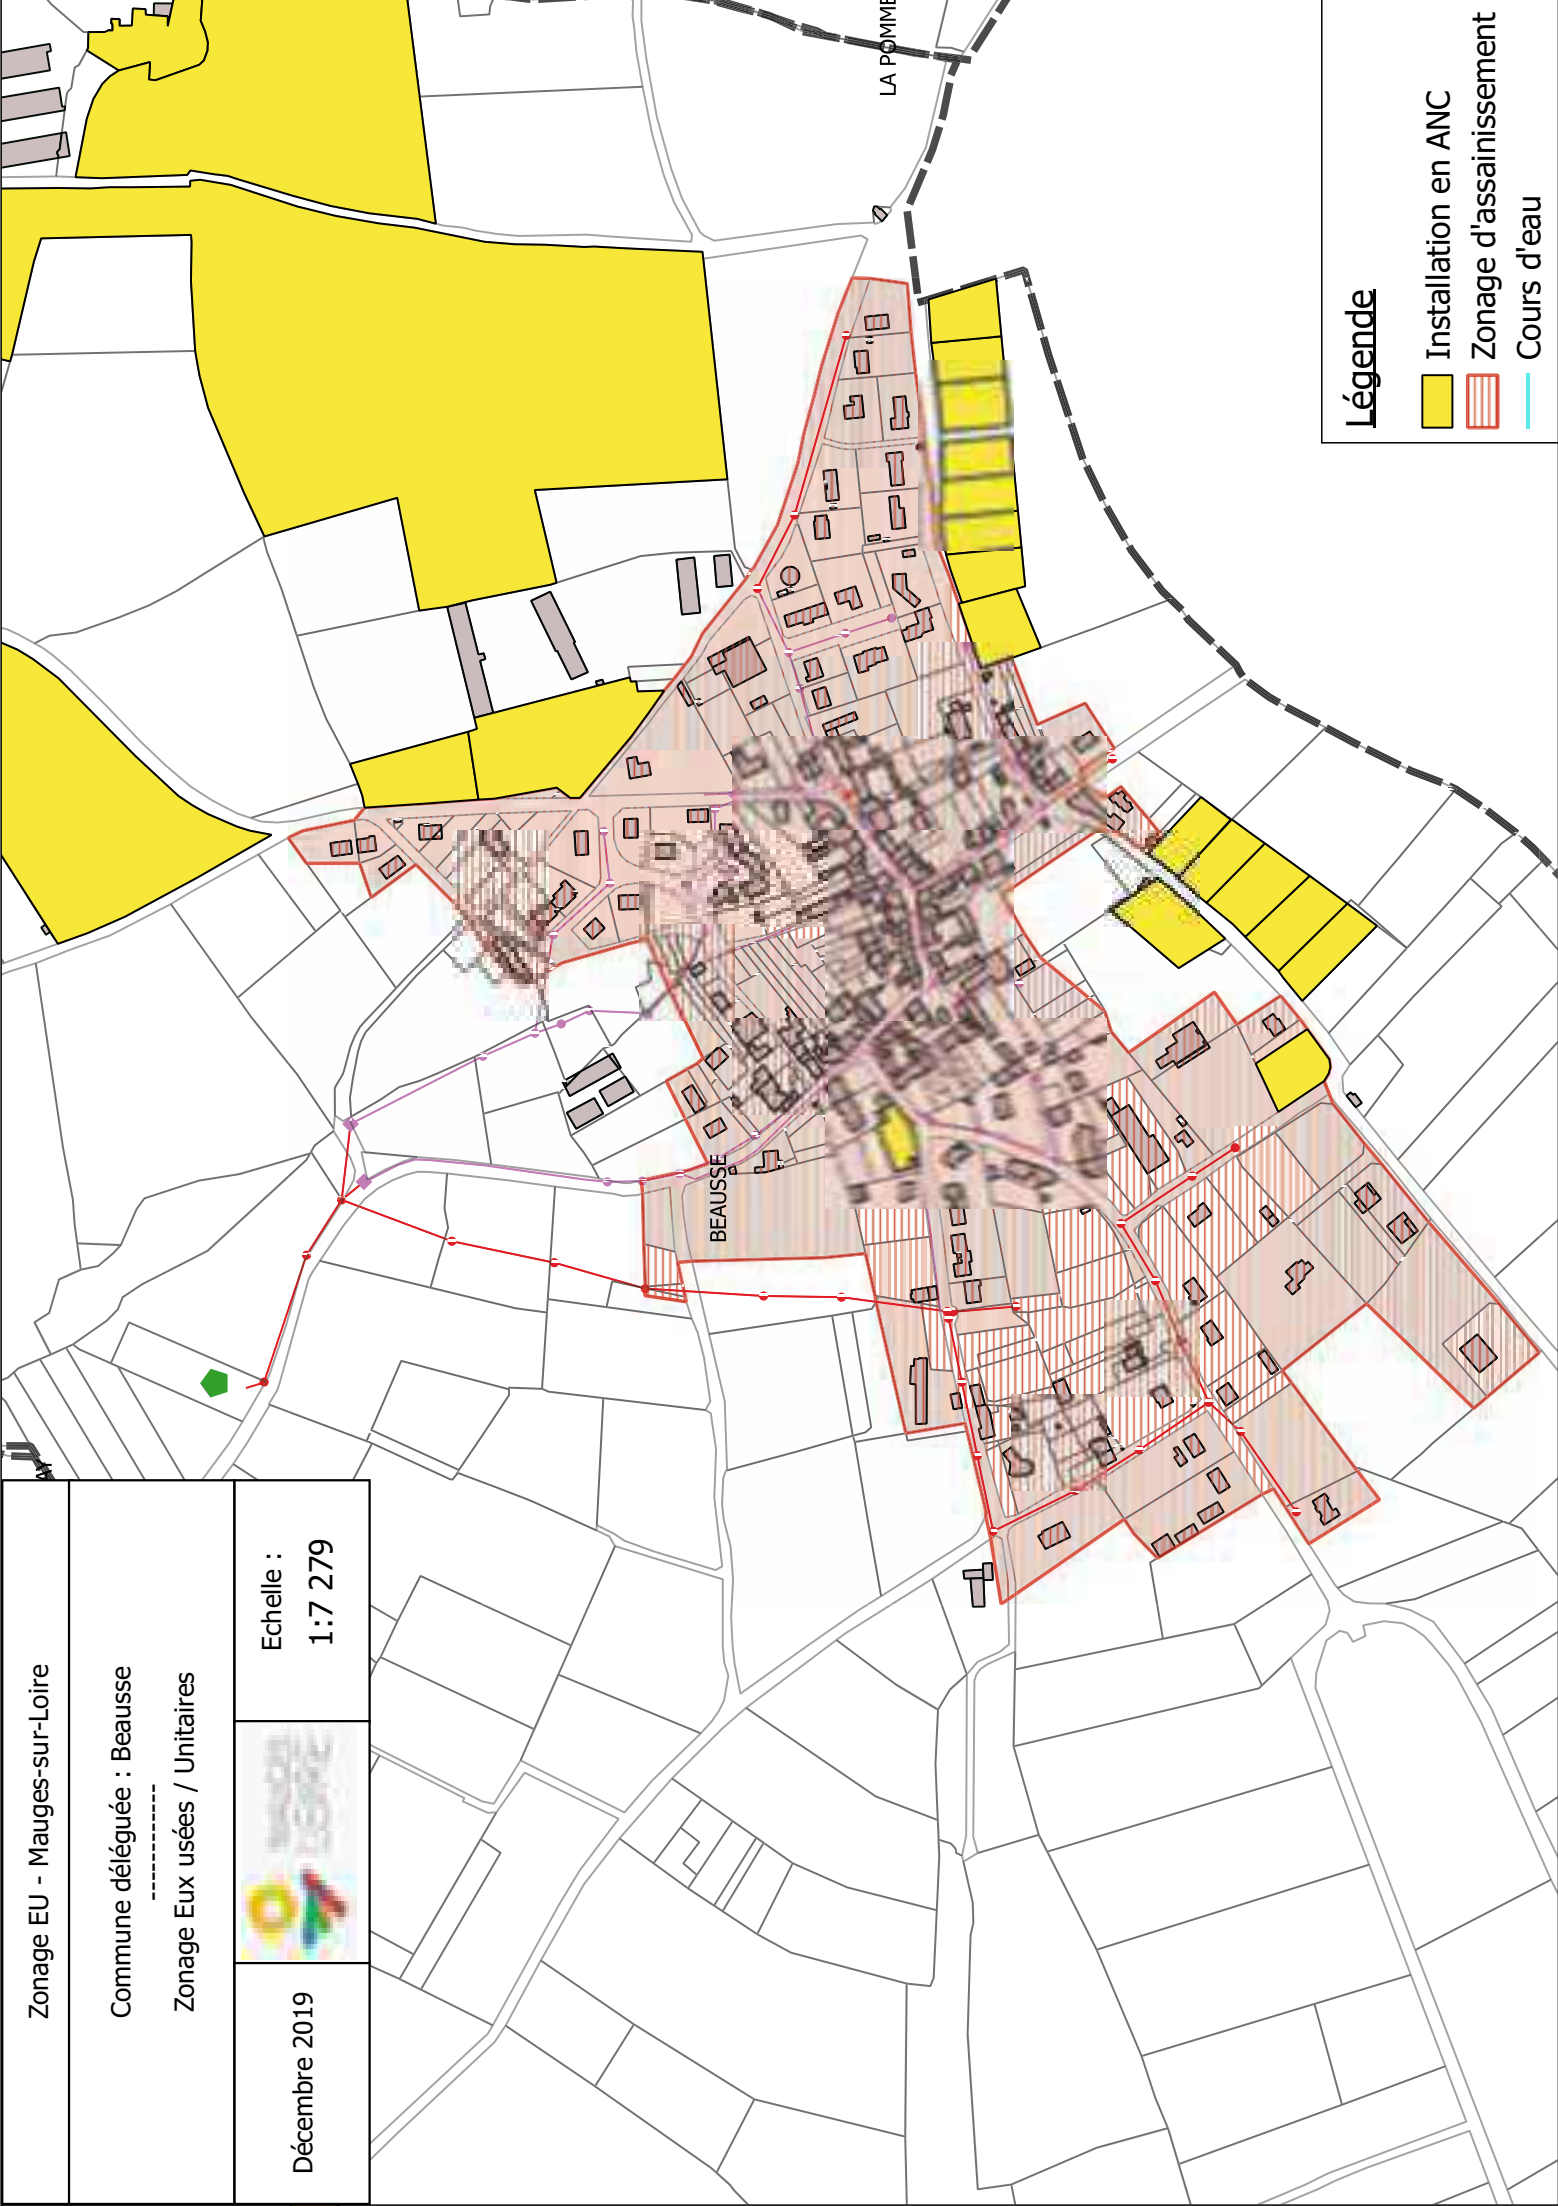 Zonage EU - Mauges-sur-Loire
Commune déléguée : Beausse
------------
Zonage Eux usées / Unitaires
Décembre 2019
Echelle :
1:7 279
BEAUSSE
LA POMME
AY
Légende
Installation en ANC
Zonage d'assainissement
Cours d'eau